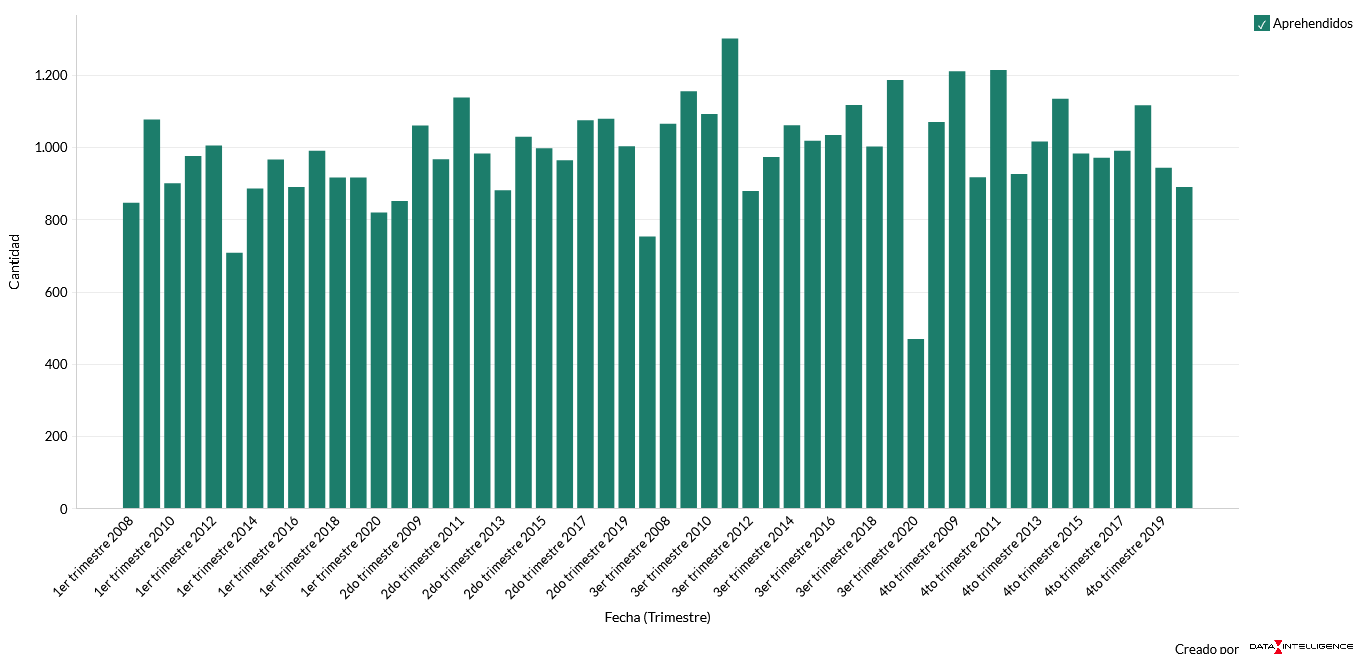 ✓ Aprehendidos
Cantidad
1.200
1.000
800
600
400
200
0
1er trimestre 2008
1er trimestre 2010
1er trimestre 2012
1er trimestre 2014
1er trimestre 2016
1er trimestre 2018
1er trimestre 2020
2do trimestre 2009
2do trimestre 2011
2do trimestre 2013
2do trimestre 2015
2do trimestre 2017
2do trimestre 2019
3er trimestre 2008
3er trimestre 2010
3er trimestre 2012
3er trimestre 2014
3er trimestre 2016
3er trimestre 2018
3er trimestre 2020
4to trimestre 2009
4to trimestre 2011
4to trimestre 2013
4to trimestre 2015
4to trimestre 2017
4to trimestre 2019
Fecha (Trimestre)
Creado por DATA INTELLIGENCE